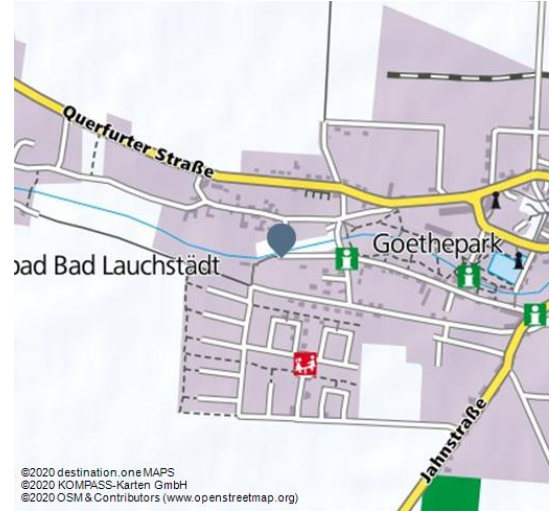 Querfurter Straße
Goethepark
bad Bad Lauchstädt
Jahnstraße
©2020 destination.one MAPS
©2020 KOMPASS-Karten GmbH
©2020 OSM & Contributors (www.openstreetmap.org)